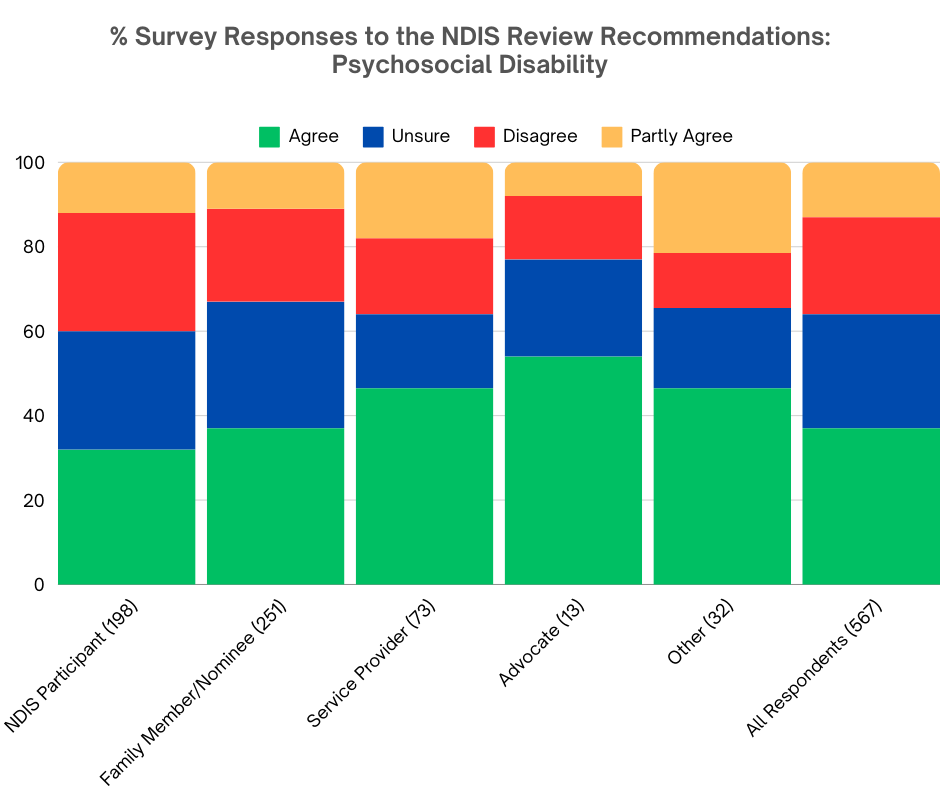 % Survey Responses to the NDIS Review Recommendations:
Psychosocial Disability
Agree
Unsure
Disagree
Partly Agree
100
80
60
40
20
0
NDIS Participant (198)
Family Member/Nominee (251)
Service Provider (73)
Advocate (13)
Other (32)
All Respondents (567)